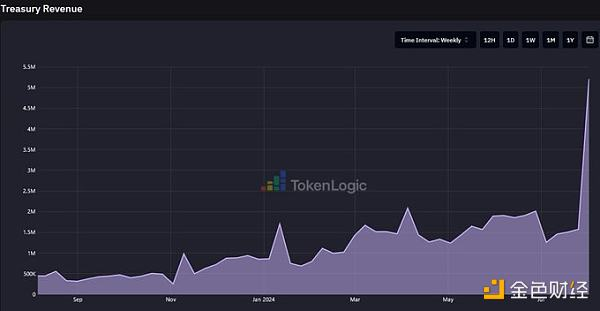 Treasury Revenue
Time Interval: Weekly 12H 1D 1W 1M 1Y
5.5M
5M
4.5M
4M
3.5M
3M
2.5M
2M
1.5M
1M
500K
0
TokenLogic
Sep Nov Jan 2024 Mar May
金色财经